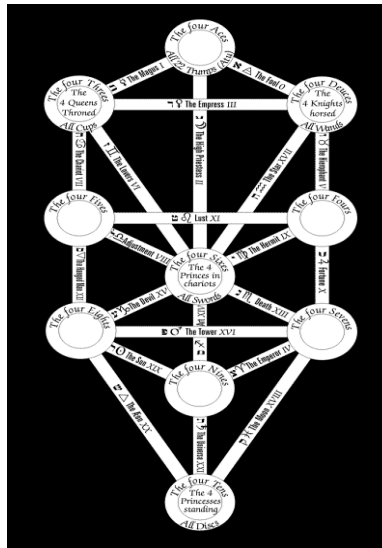 The four Aces
All 22 Trumps (Atu)
The Magus I
The Fool 0
The four Threes
The
4 Queens
Throned
All Cups
The Empress III
The four Deuces
The
4 Knights
horsed
All Wands
The Chariot VII
The Lovers VI
The High Priestess II
The Star XVII
The Hierophant V
The four Fives
Lust XI
The four Fours
Adjustment VIII
The Hermit IX
The four Sixes
The 4
Princes in
chariots
All Swords
Hanged Man XII
The Devil XV
Death XIII
Fortune X
The four Eights
The Tower XVI
The four Sevens
The Sun XIX
The Emperor IV
The four Nines
The Aeon XX
The Universe XXI
The Moon XVIII
The four Tens
The 4
Princesses
standing
All Discs